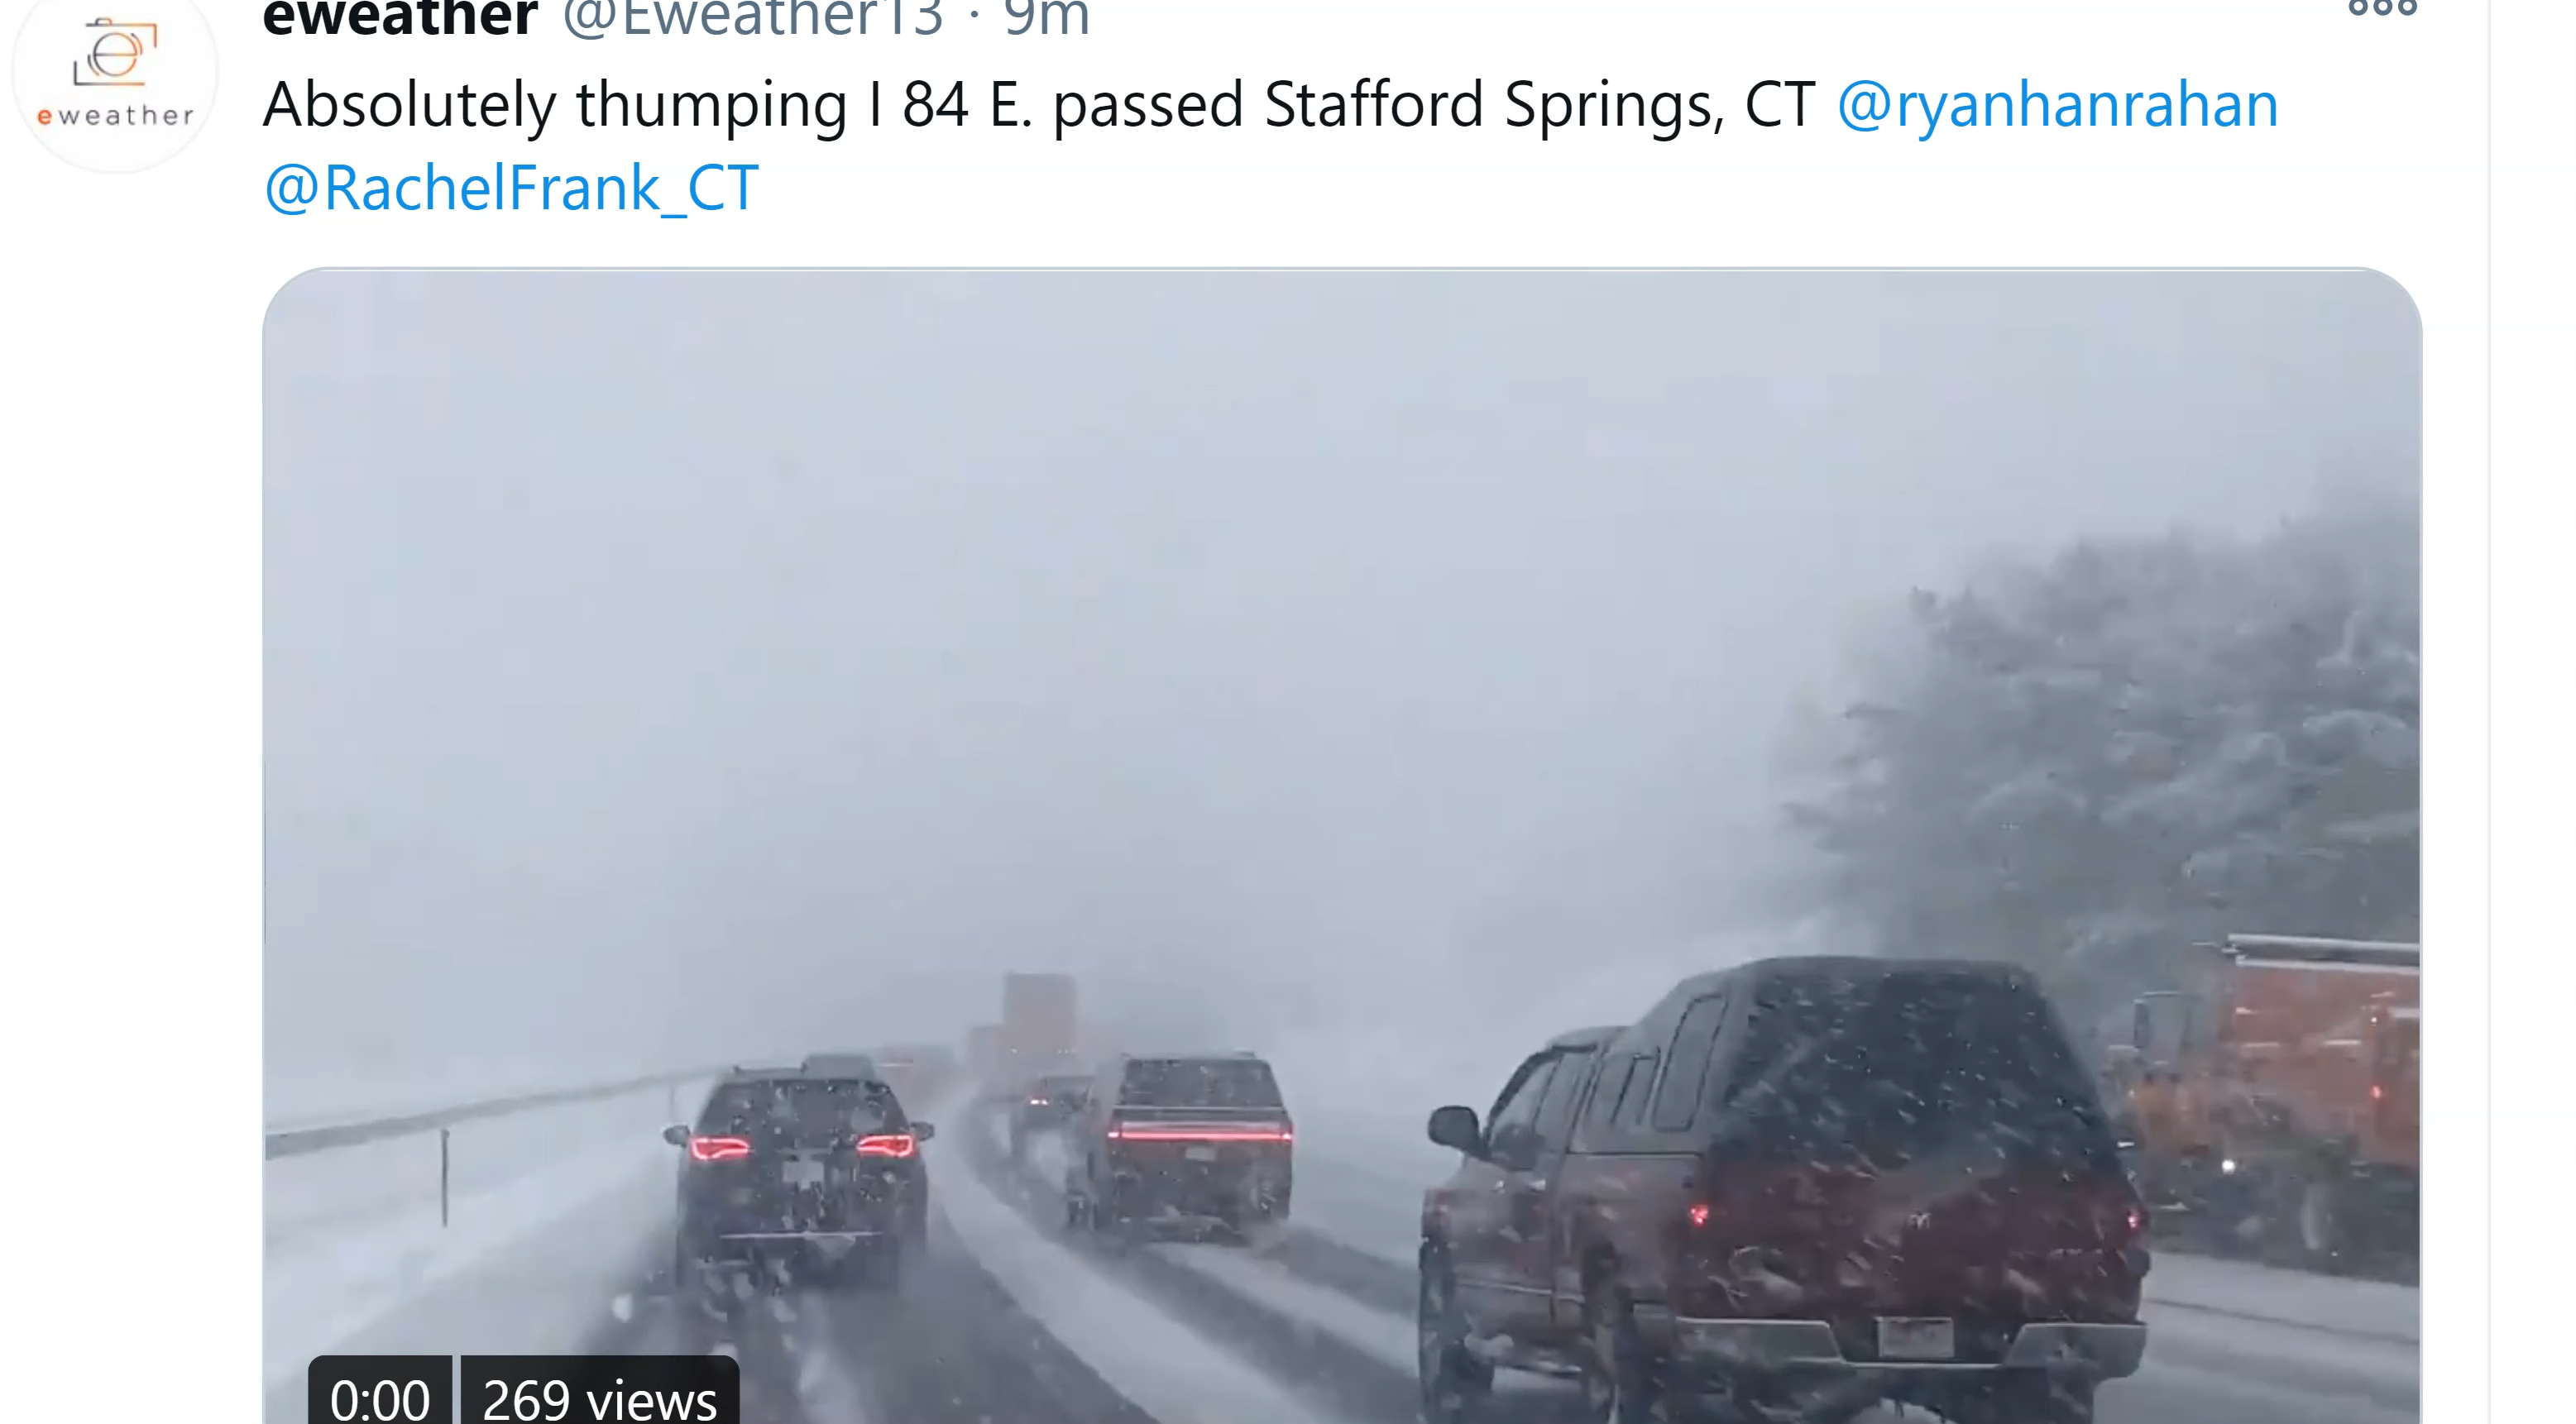 eweather @Eweather13 · 9m
eweather
Absolutely thumping I 84 E. passed Stafford Springs, CT @ryanhanrahan
@RachelFrank_CT
0:00 269 views